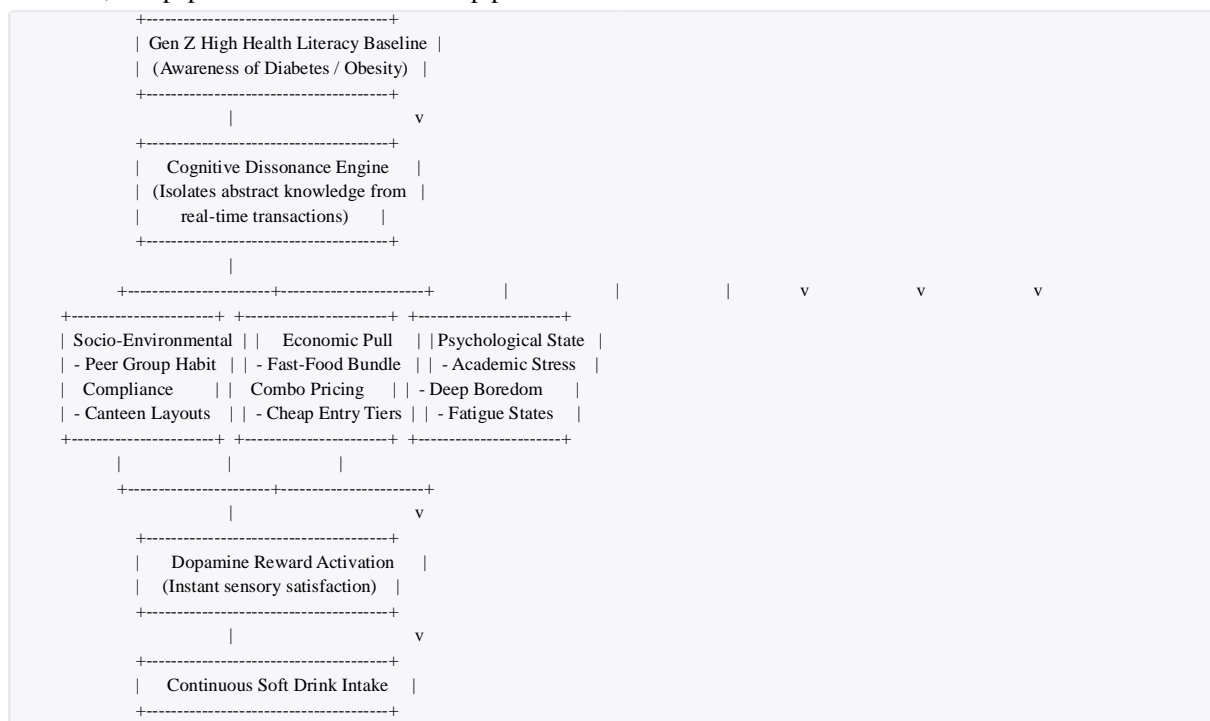 +---------------------------------------+
| Gen Z High Health Literacy Baseline |
| (Awareness of Diabetes / Obesity) |
+---------------------------------------+
| v
+---------------------------------------+
| Cognitive Dissonance Engine |
| (Isolates abstract knowledge from |
| real-time transactions) |
+---------------------------------------+
|
+-----------------------+-----------------------+ | | | v v v
+-----------------------+ +-----------------------+ +-----------------------+
| Socio-Environmental | | Economic Pull | |Psychological State |
| - Peer Group Habit | | - Fast-Food Bundle | | - Academic Stress |
| Compliance | | Combo Pricing | | - Deep Boredom |
| - Canteen Layouts | | - Cheap Entry Tiers | | - Fatigue States |
+-----------------------+ +-----------------------+ +-----------------------+
| | |
+-----------------------+-----------------------+
| v
+---------------------------------------+
| Dopamine Reward Activation |
| (Instant sensory satisfaction) |
+---------------------------------------+
| v
+---------------------------------------+
| Continuous Soft Drink Intake |
+---------------------------------------+